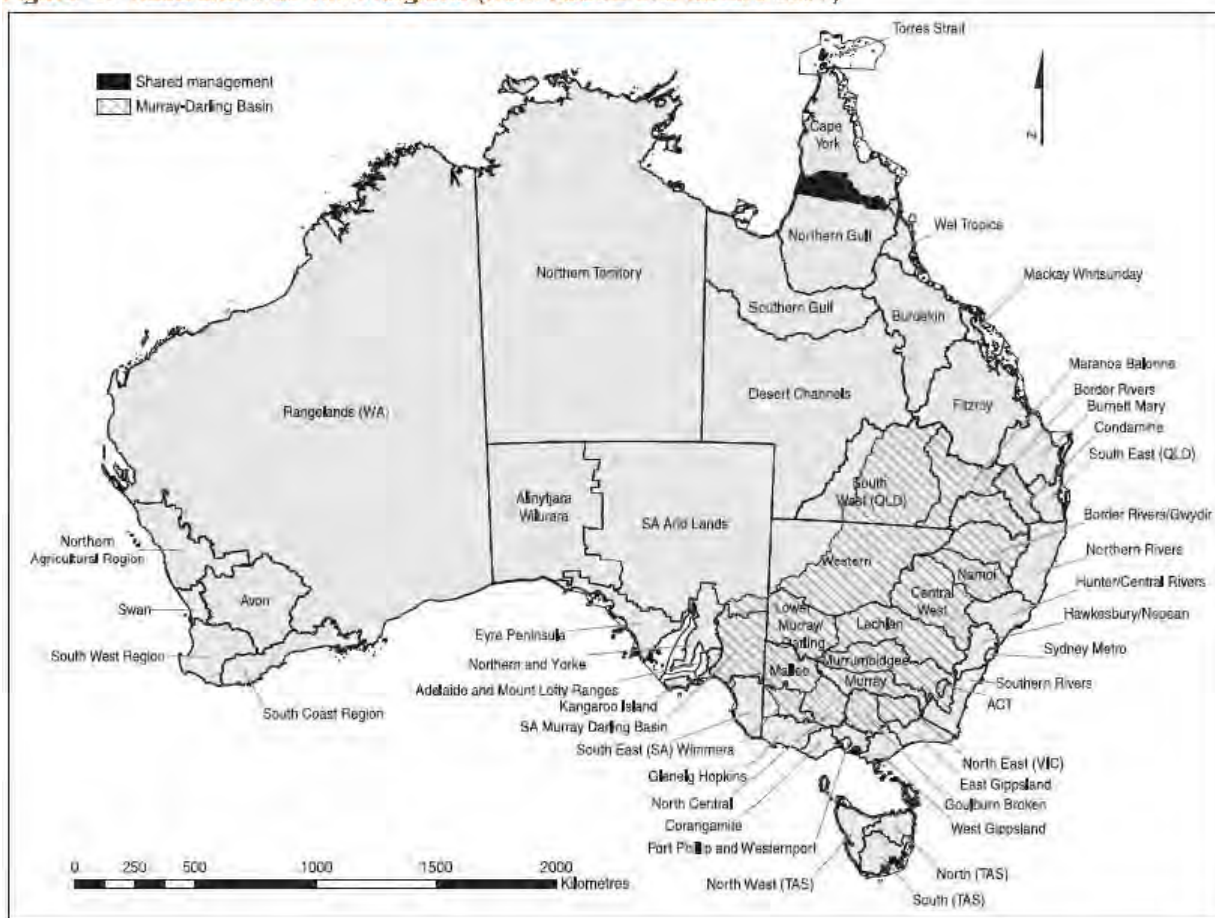 Torres Strait
Shared management
Murray-Darling Basin
N
Cape
York
Northern Gulf
Wet Tropics
Northern Territory
Mackay Whitsunday
Southern Gulf
Burdekin
Maranoa Balonne
Border Rivers
Burnett Mary
Condamine
South East (QLD)
Desert Channels
Fitzroy
Rangelands (WA)
South
West (QLD)
Alinytjara
Wilurara
SA Arid Lands
Border Rivers/Gwydir
Northern
Agricultural Region
Western
Northern Rivers
Namoi
Hunter/Central Rivers
Central
West
Swan
Avon
Hawkesbury/Nepean
Lower
Murray/
Darling
Lachlan
Eyre Peninsula
Sydney Metro
South West Region
Northern and Yorke
Mallee
Murrumbidgee
Murray
Southern Rivers
Adelaide and Mount Lofty Ranges
ACT
Kangaroo Island
South Coast Region
SA Murray Darling Basin
South East (SA) Wimmera
North East (VIC)
Glenelg Hopkins
East Gippsland
North Central
Goulburn Broken
Corangamite
West Gippsland
Port Phillip and Westernport
0 250 500 1000 1500 2000
Kilometres
North West (TAS)
North (TAS)
South (TAS)